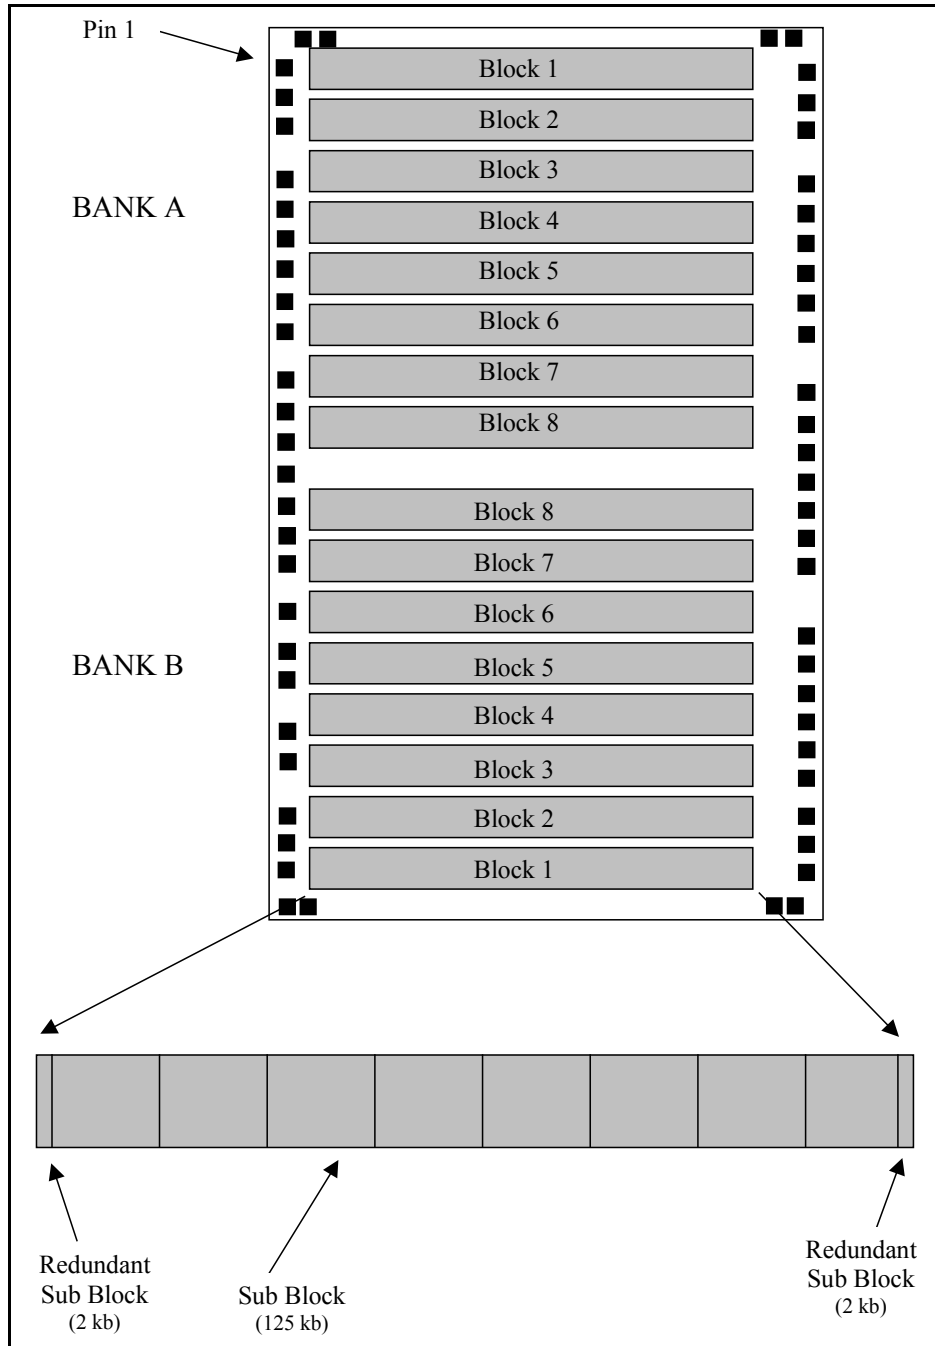 Pin 1
Block 1
Block 2
Block 3
BANK A
Block 4
Block 5
Block 6
Block 7
Block 8
Block 8
Block 7
Block 6
BANK B
Block 5
Block 4
Block 3
Block 2
Block 1
Redundant
Sub Block
(2 kb)
Sub Block
(125 kb)
Redundant
Sub Block
(2 kb)